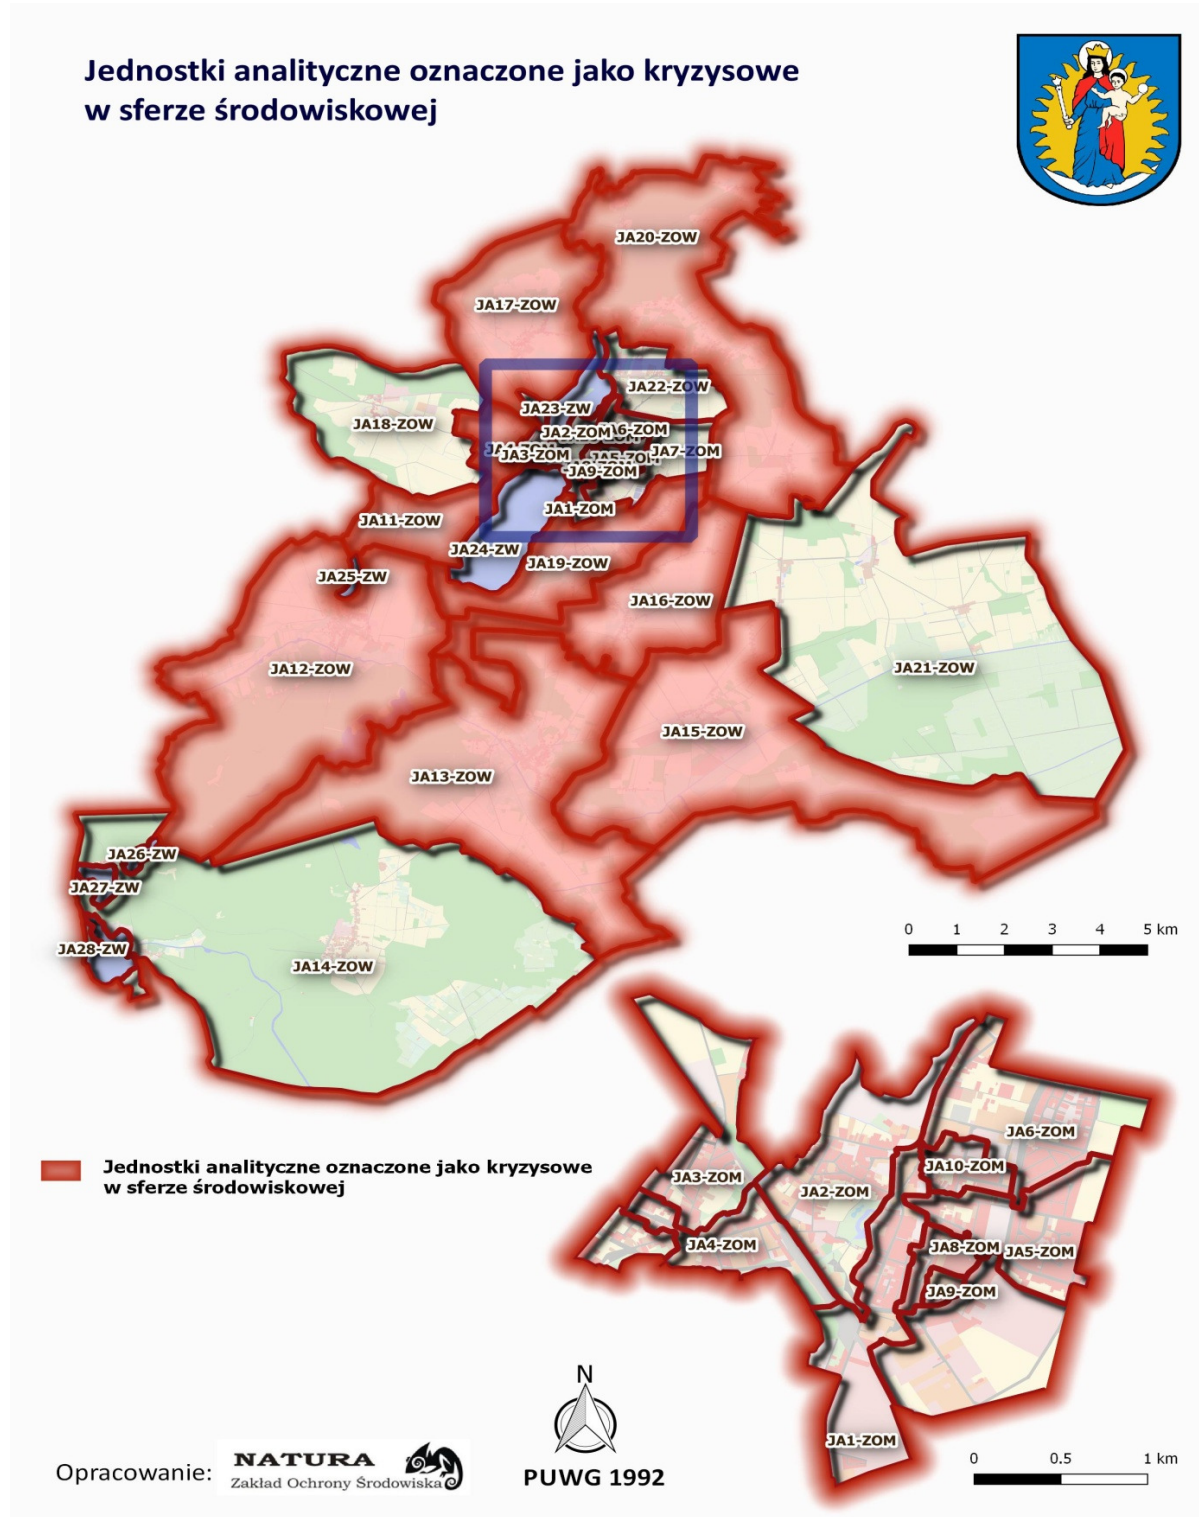 Jednostki analityczne oznaczone jako kryzysowe
w sferze środowiskowej
JA20-ZOW
JA17-ZOW
JA22-ZOW
JA23-ZW
JA18-ZOW
JA2-ZOM
JA6-ZOM
JA3-ZOM
JA5-ZOM
JA7-ZOM
JA9-ZOM
JA1-ZOM
JA11-ZOW
JA24-ZW
JA19-ZOW
JA25-ZW
JA16-ZOW
JA12-ZOW
JA21-ZOW
JA15-ZOW
JA13-ZOW
JA26-ZW
JA27-ZW
JA28-ZW
JA14-ZOW
0 1 2 3 4 5 km
JA6-ZOM
JA10-ZOM
JA3-ZOM
JA2-ZOM
JA4-ZOM
JA8-ZOM
JA5-ZOM
JA9-ZOM
JA1-ZOM
Jednostki analityczne oznaczone jako kryzysowe
w sferze środowiskowej
N
PUWG 1992
Opracowanie:
NATURA
Zakład Ochrony Środowiska
0 0.5 1 km